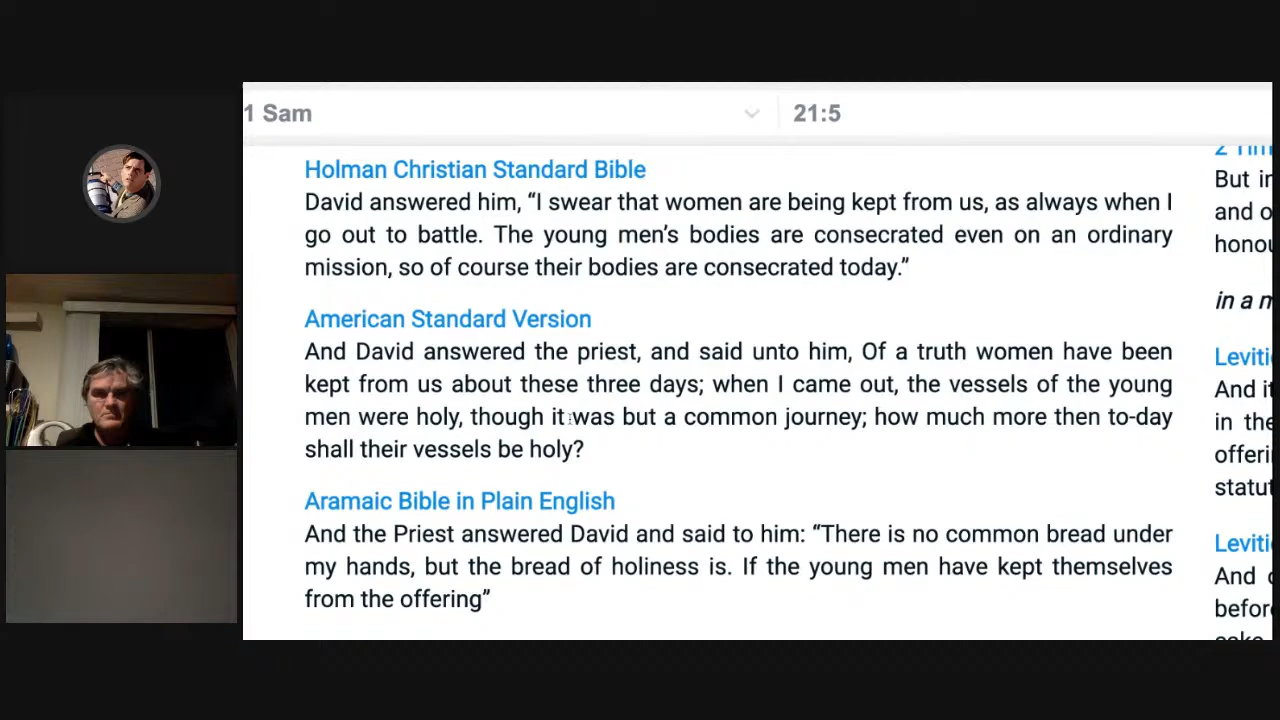 1 Sam
21:5
Holman Christian Standard Bible
David answered him, “I swear that women are being kept from us, as always when I
go out to battle. The young men’s bodies are consecrated even on an ordinary
mission, so of course their bodies are consecrated today.”
American Standard Version
And David answered the priest, and said unto him, Of a truth women have been
kept from us about these three days; when I came out, the vessels of the young
men were holy, though it was but a common journey; how much more then to-day
shall their vessels be holy?
Aramaic Bible in Plain English
And the Priest answered David and said to him: “There is no common bread under
my hands, but the bread of holiness is. If the young men have kept themselves
from the offering”
But in
and o
honou
in a m
Leviti
And it
in the
offeri
statut
Leviti
And
before